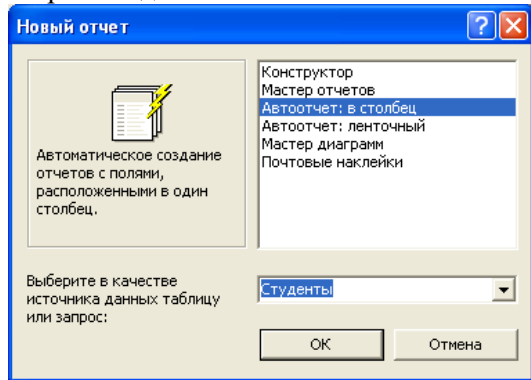 Новый отчет
Автоматическое создание
отчетов с полями,
расположенными в один
столбец.
Конструктор
Мастер отчетов
Автоотчет: в столбец
Автоотчет: ленточный
Мастер диаграмм
Почтовые наклейки
Выберите в качестве
источника данных таблицу
или запрос:
Студенты
ОК
Отмена